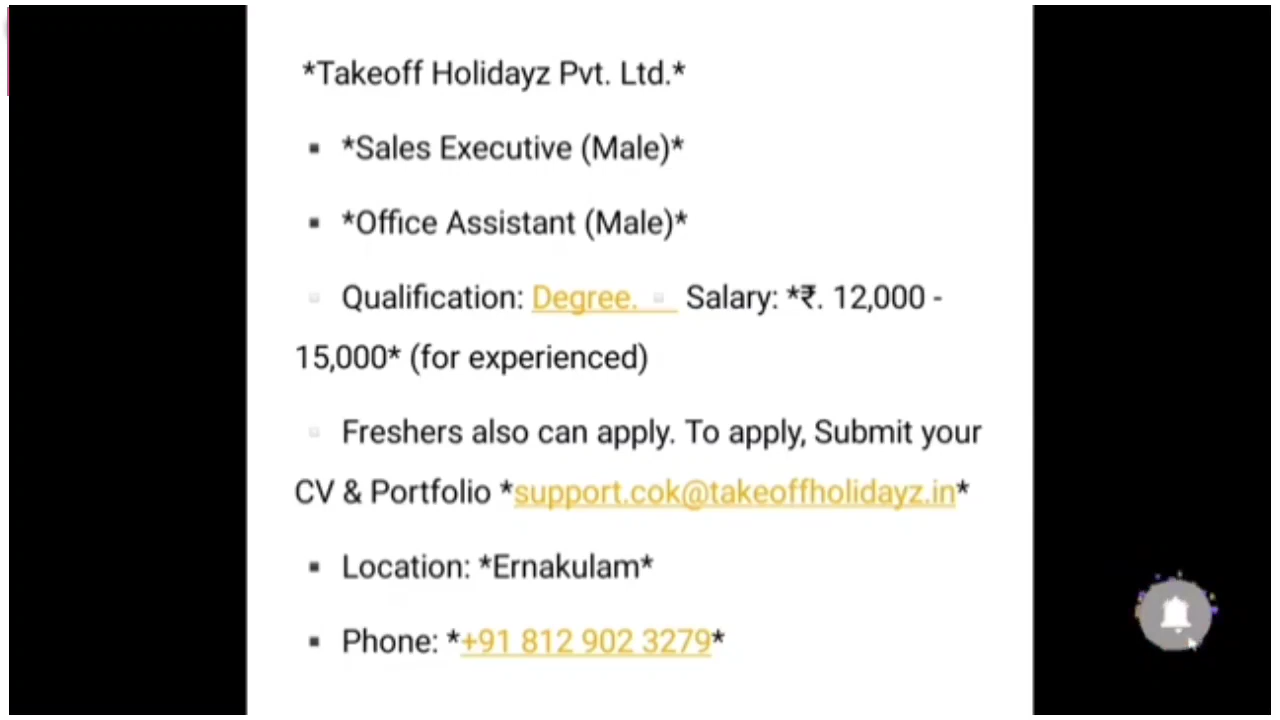 *Takeoff Holidayz Pvt. Ltd.*
▪ *Sales Executive (Male)*
▪ *Office Assistant (Male)*
▫ Qualification: Degree. ▫ Salary: *₹. 12,000 -
15,000* (for experienced)
▫ Freshers also can apply. To apply, Submit your
CV & Portfolio *support.cok@takeoffholidayz.in*
▪ Location: *Ernakulam*
▪ Phone: *+91 812 902 3279*